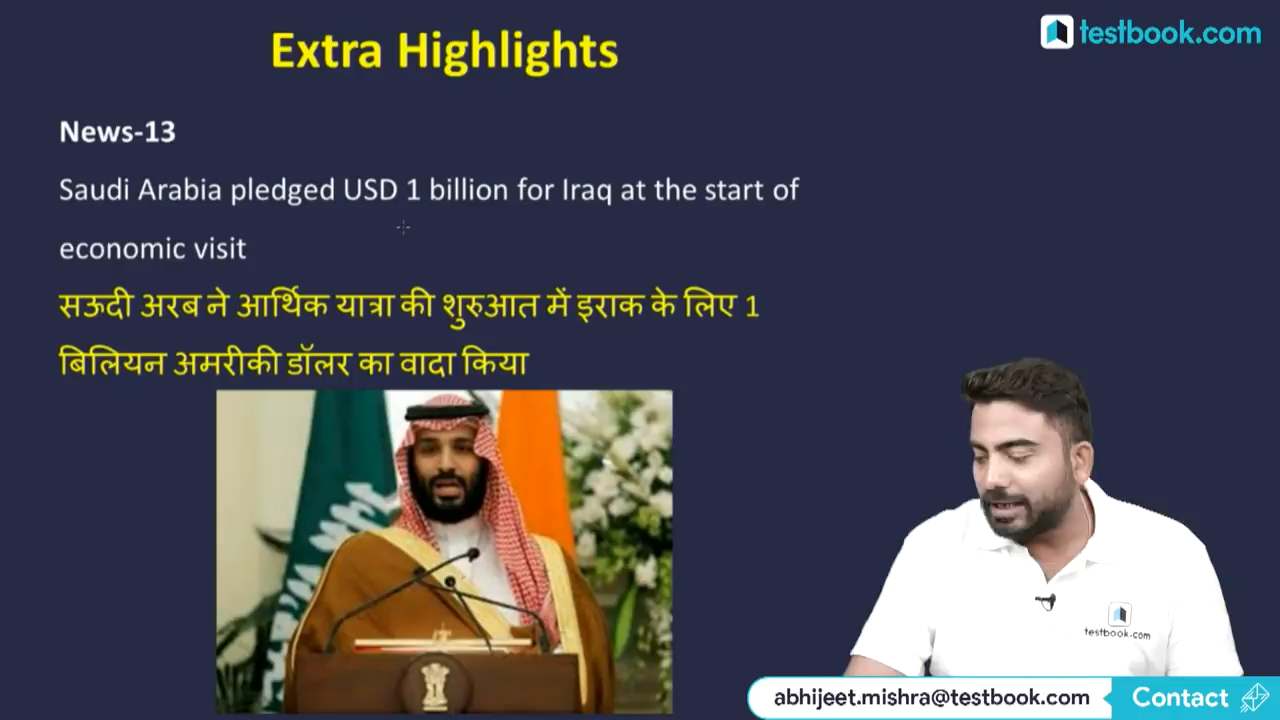 Extra Highlights
testbook.com
News-13
Saudi Arabia pledged USD 1 billion for Iraq at the start of
economic visit
सऊदी अरब ने आर्थिक यात्रा की शुरुआत में इराक के लिए 1
बिलियन अमरीकी डॉलर का वादा किया
testbook.com
abhijeet.mishra@testbook.com
Contact